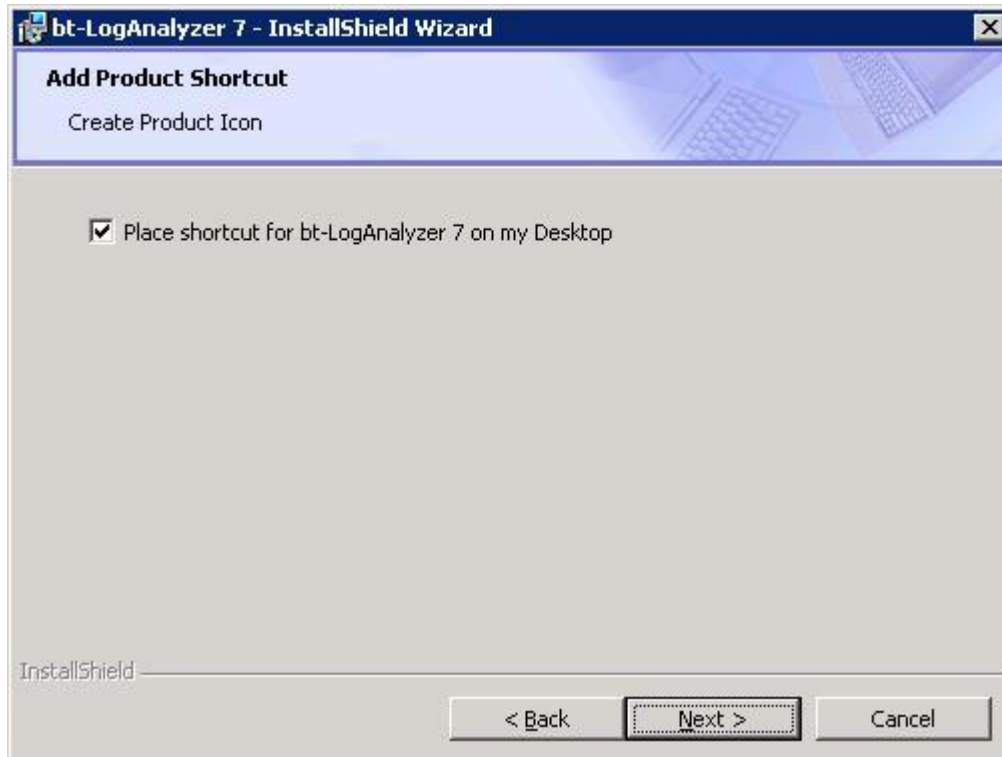 bt-LogAnalyzer 7 - InstallShield Wizard
Add Product Shortcut
Create Product Icon
Place shortcut for bt-LogAnalyzer 7 on my Desktop
InstallShield
< Back Next > Cancel